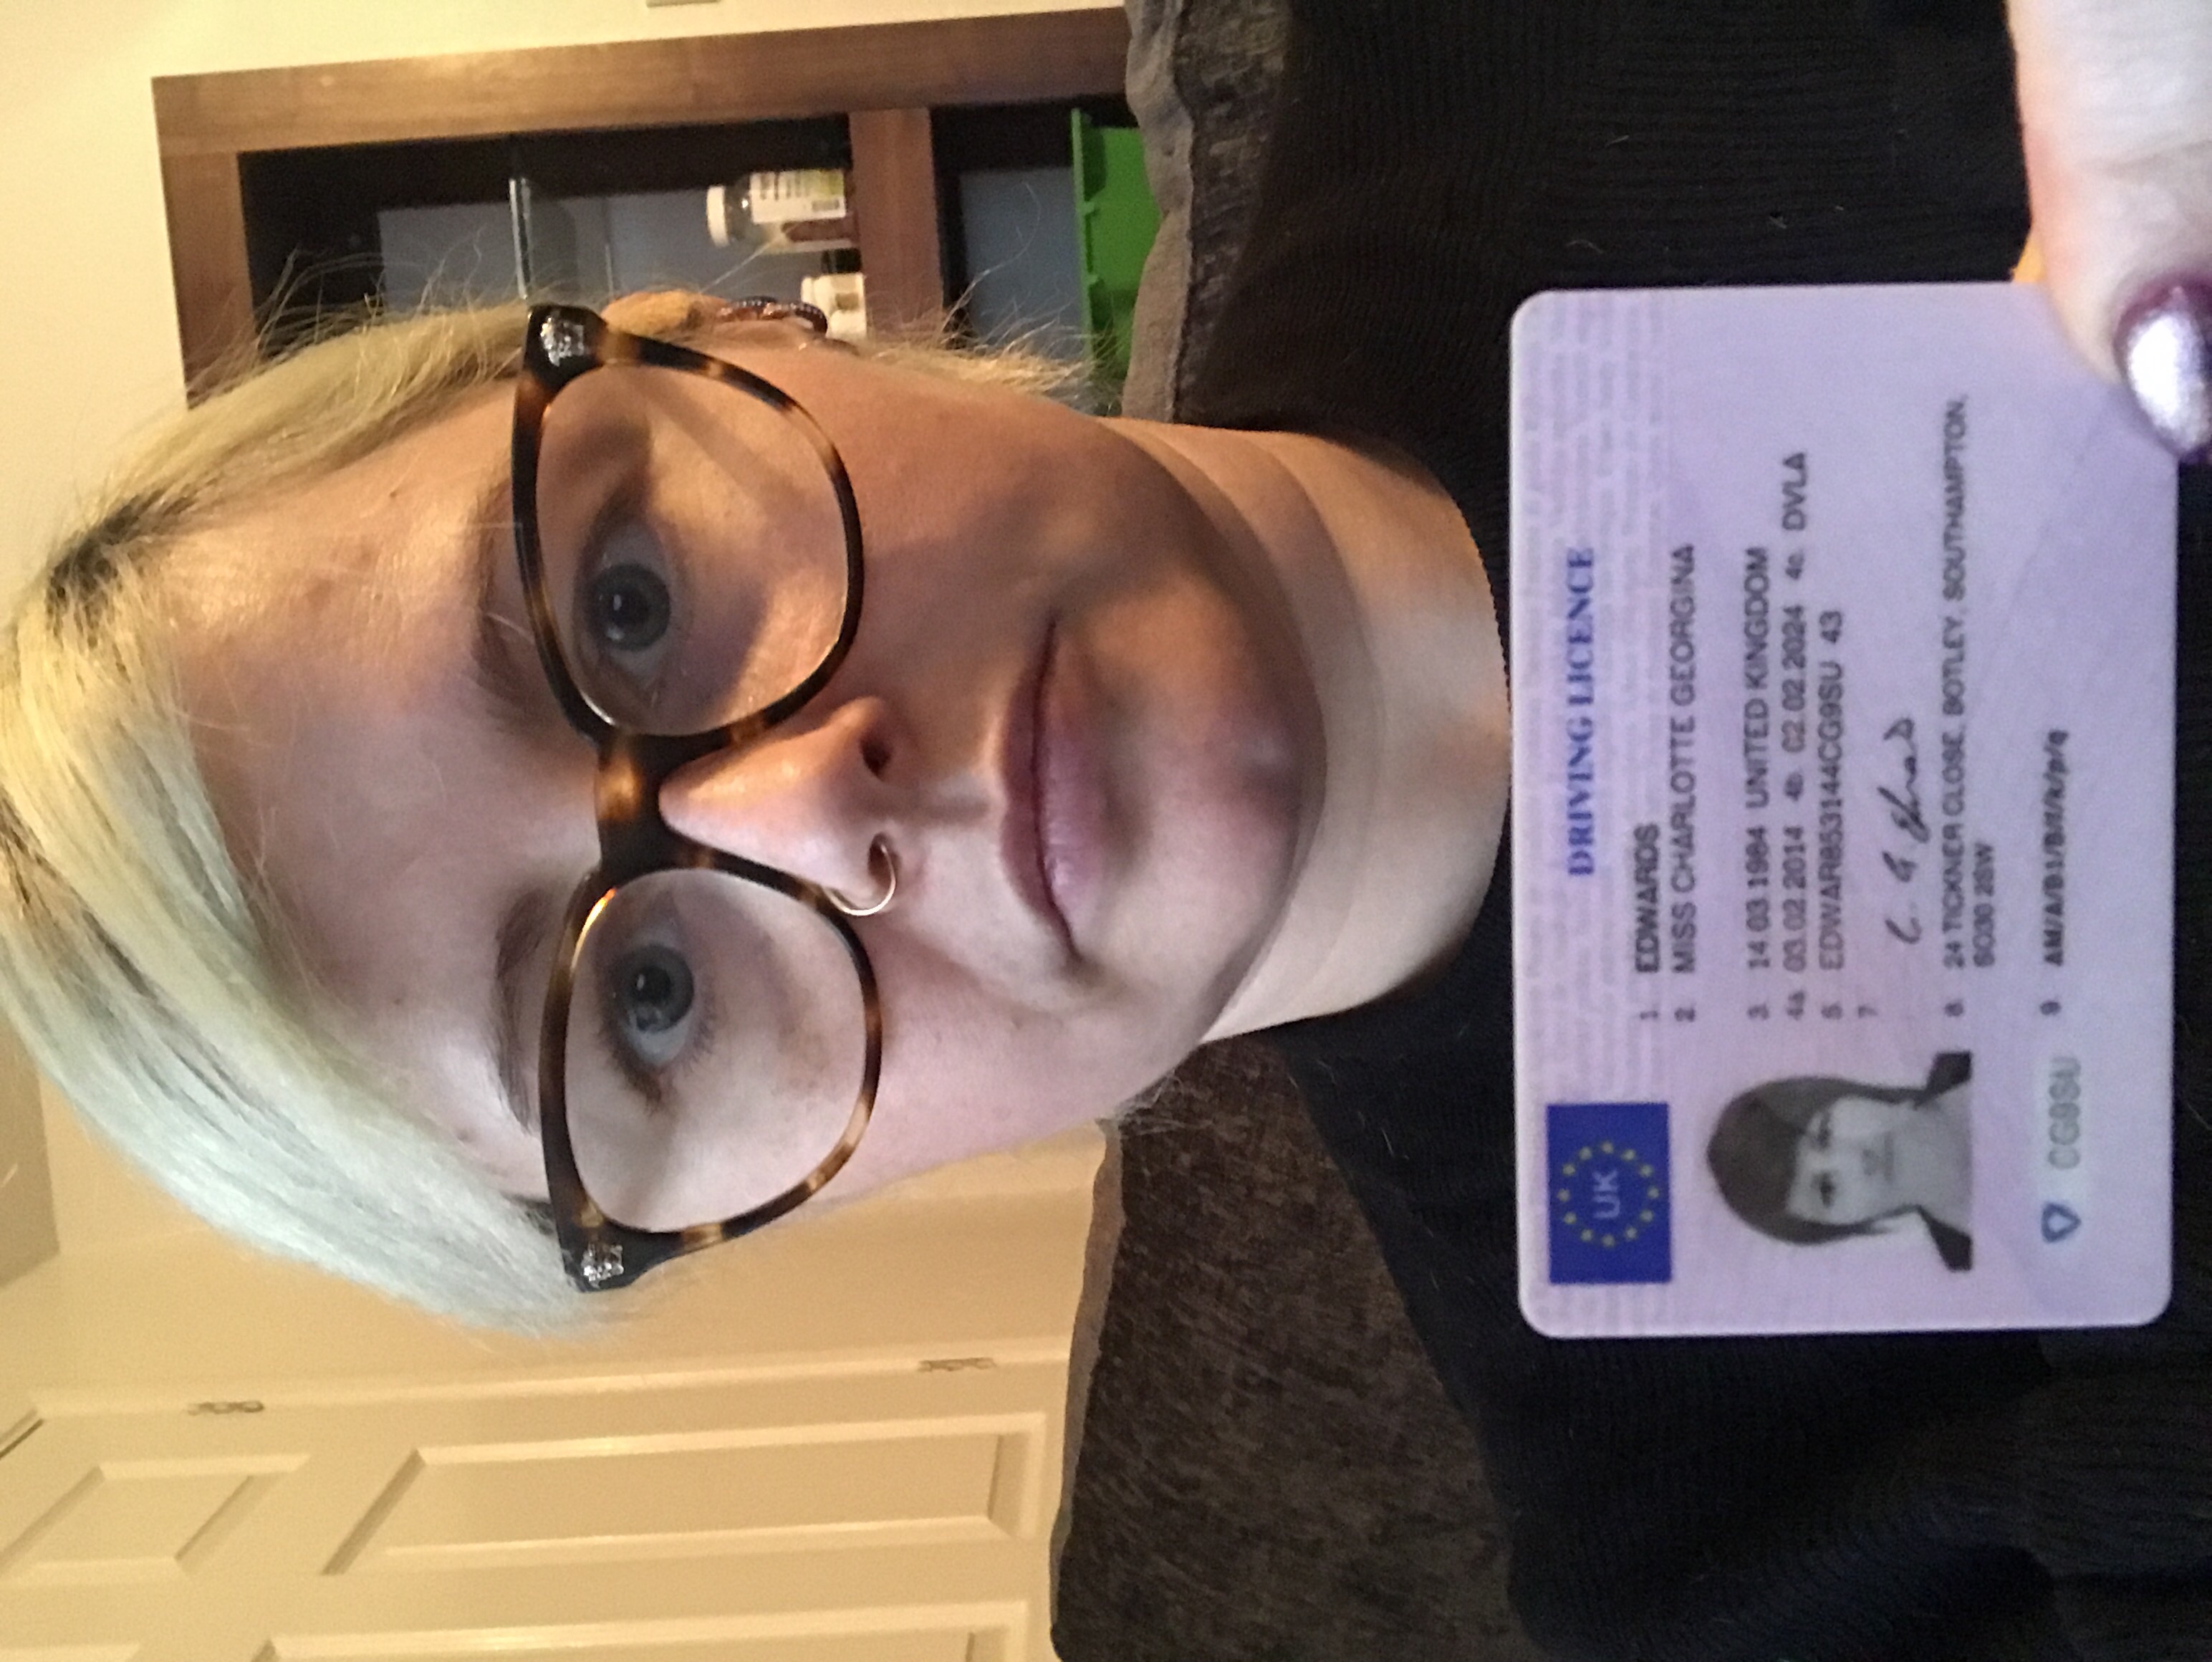 UK
DRIVING LICENCE
1. EDWARDS
2. MISS CHARLOTTE GEORGINA
3. 14.03.1984 UNITED KINGDOM
4a. 03.02.2014 4b. 02.02.2024 4c. DVLA
5. EDWAR853144CG9SU 43
7.
8. 24 TICKNER CLOSE, BOTLEY, SOUTHAMPTON,
SO30 2SW
9. AM/A/B1/B/f/k/p/q
CG9SU